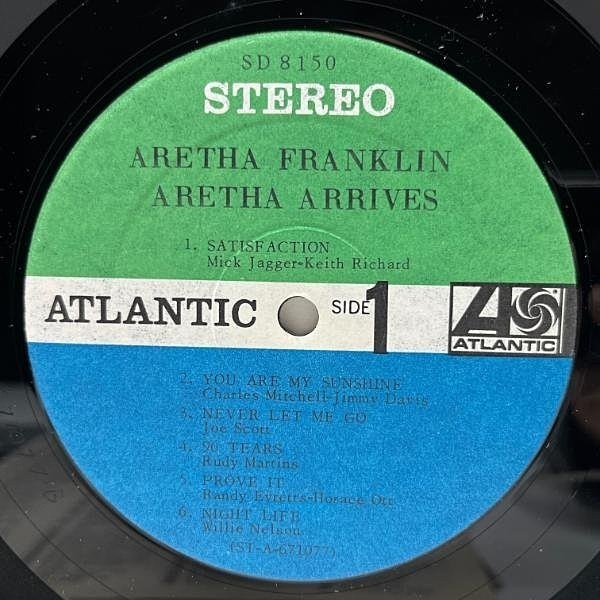 SD 8150
STEREO
ARETHA FRANKLIN
ARETHA ARRIVES
1. SATISFACTION
Mick Jagger-Keith Richard
ATLANTIC
SIDE 1
A
ATLANTIC
2. YOU ARE MY SUNSHINE
Charles Mitchell-Jimmy Davis
3. NEVER LET ME GO
Joe Scott
4. 96 TEARS
Rudy Martins
5. PROVE IT
Randy Evretts-Horace Ott
6. NIGHT LIFE
Willie Nelson
(ST-A-671077)